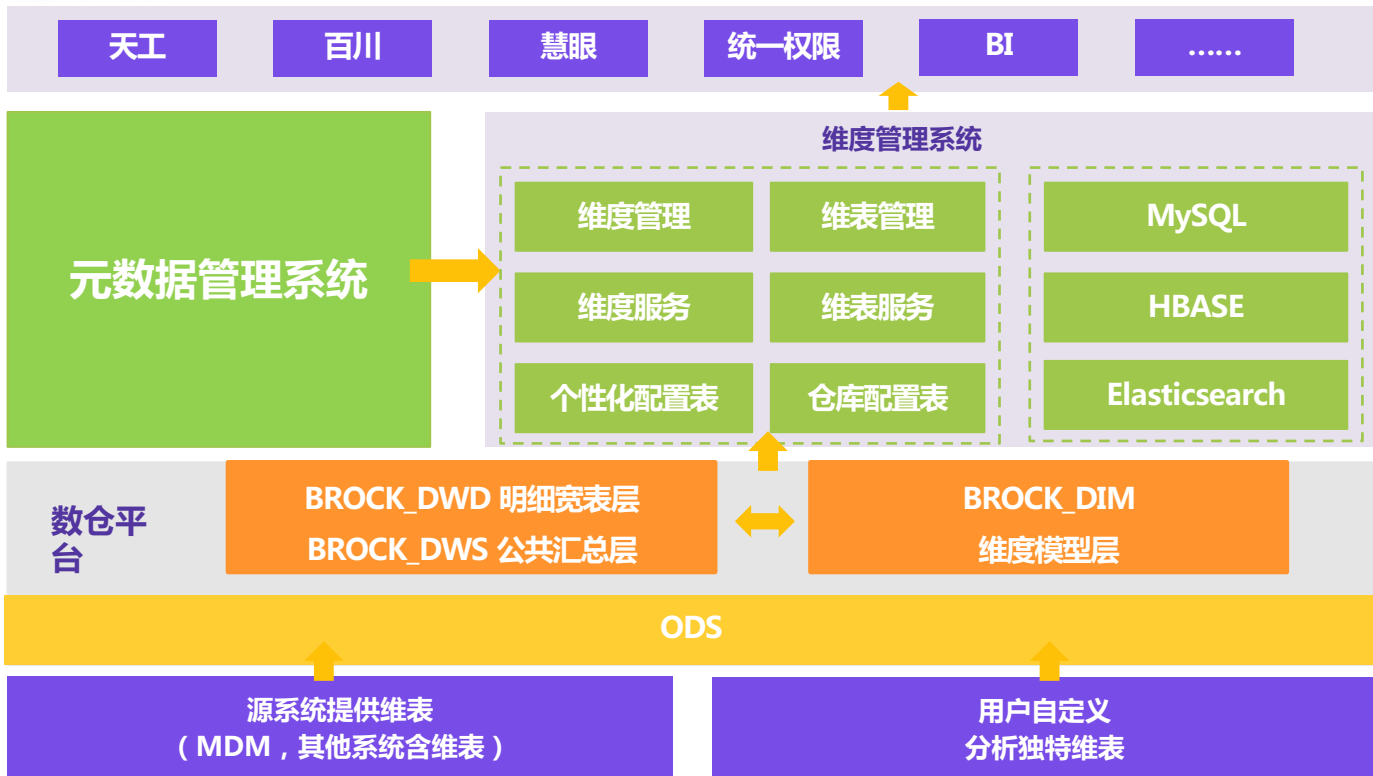 天工
百川
慧眼
统一权限
BI
……
维度管理系统
元数据管理系统
维度管理
维表管理
MySQL
维度服务
维表服务
HBASE
个性化配置表
仓库配置表
Elasticsearch
数仓平
台
BROCK_DWD 明细宽表层
BROCK_DWS 公共汇总层
BROCK_DIM
维度模型层
ODS
源系统提供维表
（ MDM，其他系统含维表 ）
用户自定义
分析独特维表